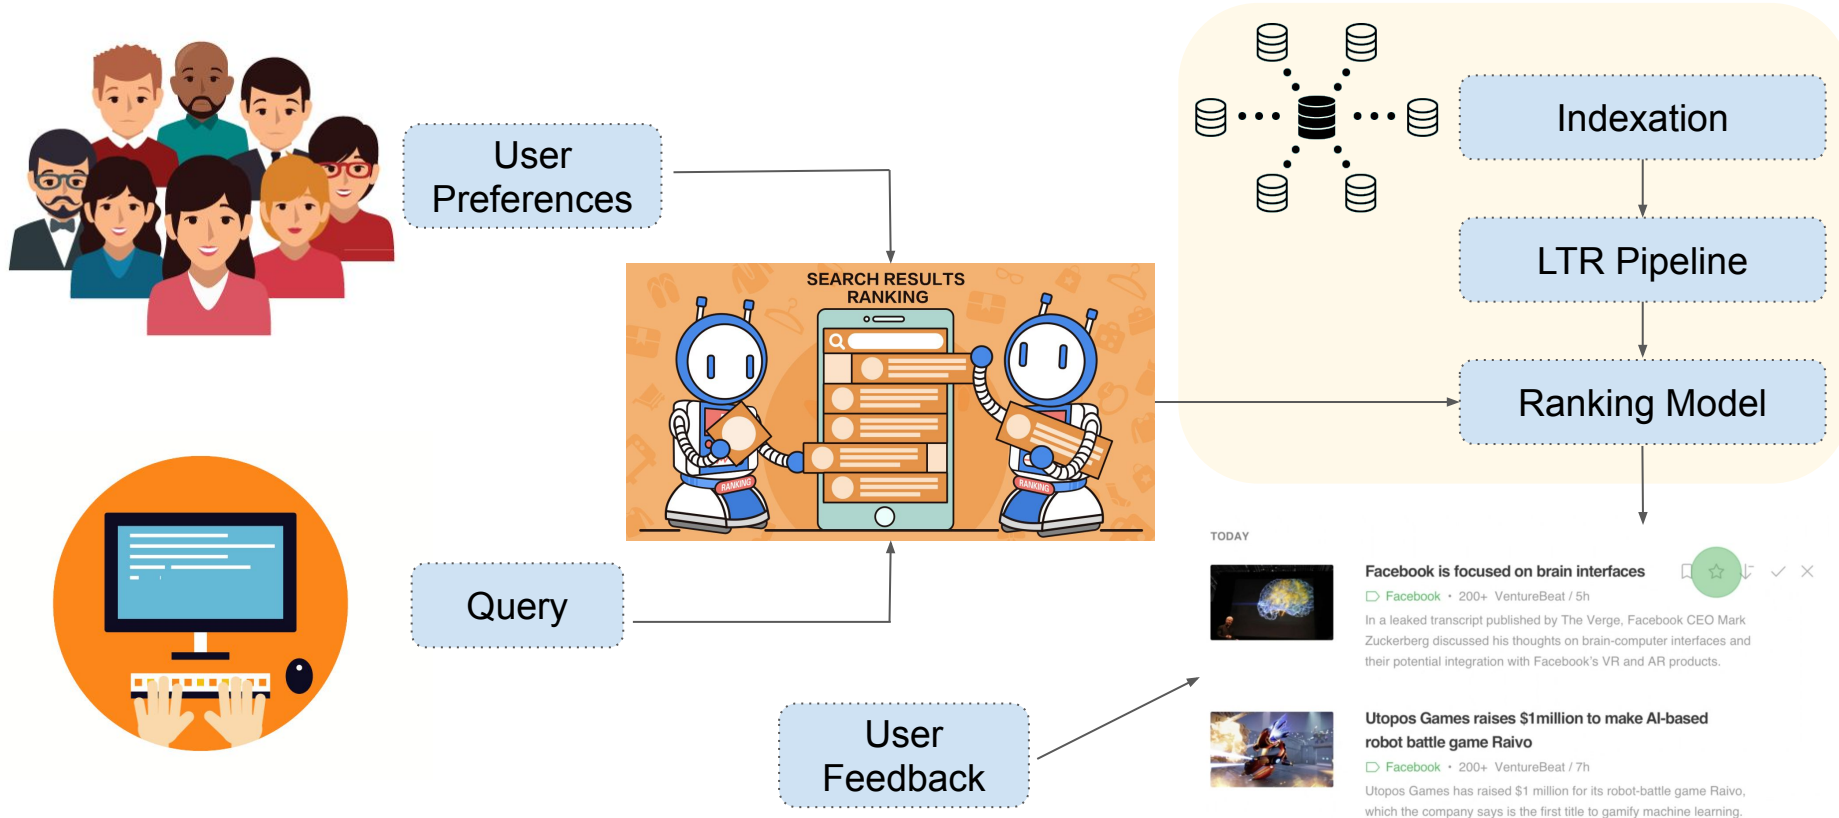 User
Preferences
Indexation
LTR Pipeline
Ranking Model
SEARCH RESULTS
RANKING
RANKING
RANKING
Query
User
Feedback
TODAY
Facebook is focused on brain interfaces
Facebook • 200+ VentureBeat / 5h
In a leaked transcript published by The Verge, Facebook CEO Mark
Zuckerberg discussed his thoughts on brain-computer interfaces and
their potential integration with Facebook's VR and AR products.
Utopos Games raises $1million to make AI-based
robot battle game Raivo
Facebook • 200+ VentureBeat / 7h
Utopos Games has raised $1 million for its robot-battle game Raivo,
which the company says is the first title to gamify machine learning.